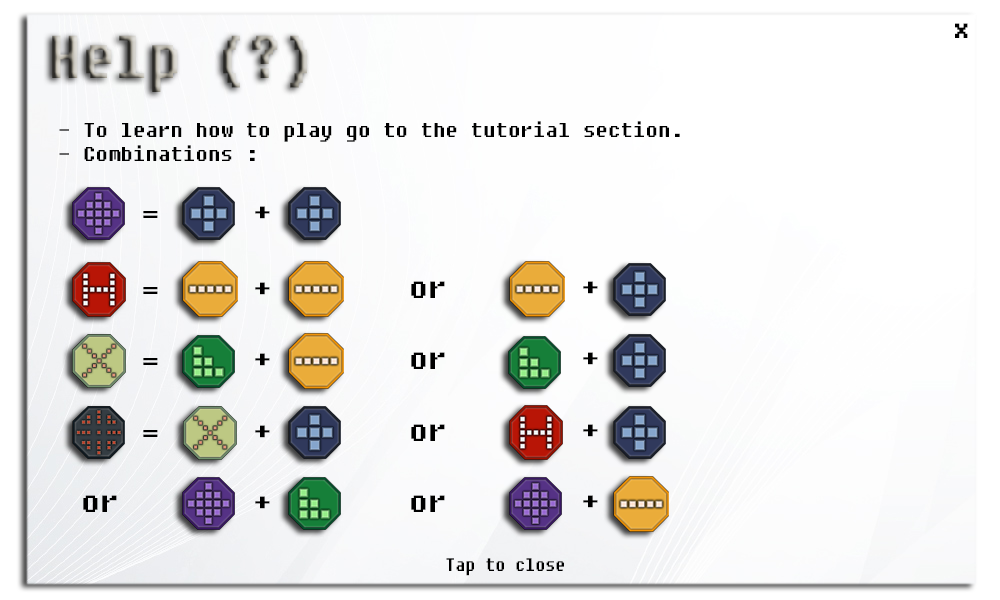 Help (?)
x
- To learn how to play go to the tutorial section.
- Combinations :
= +
= + or +
= + or +
= + or +
or + or +
Tap to close